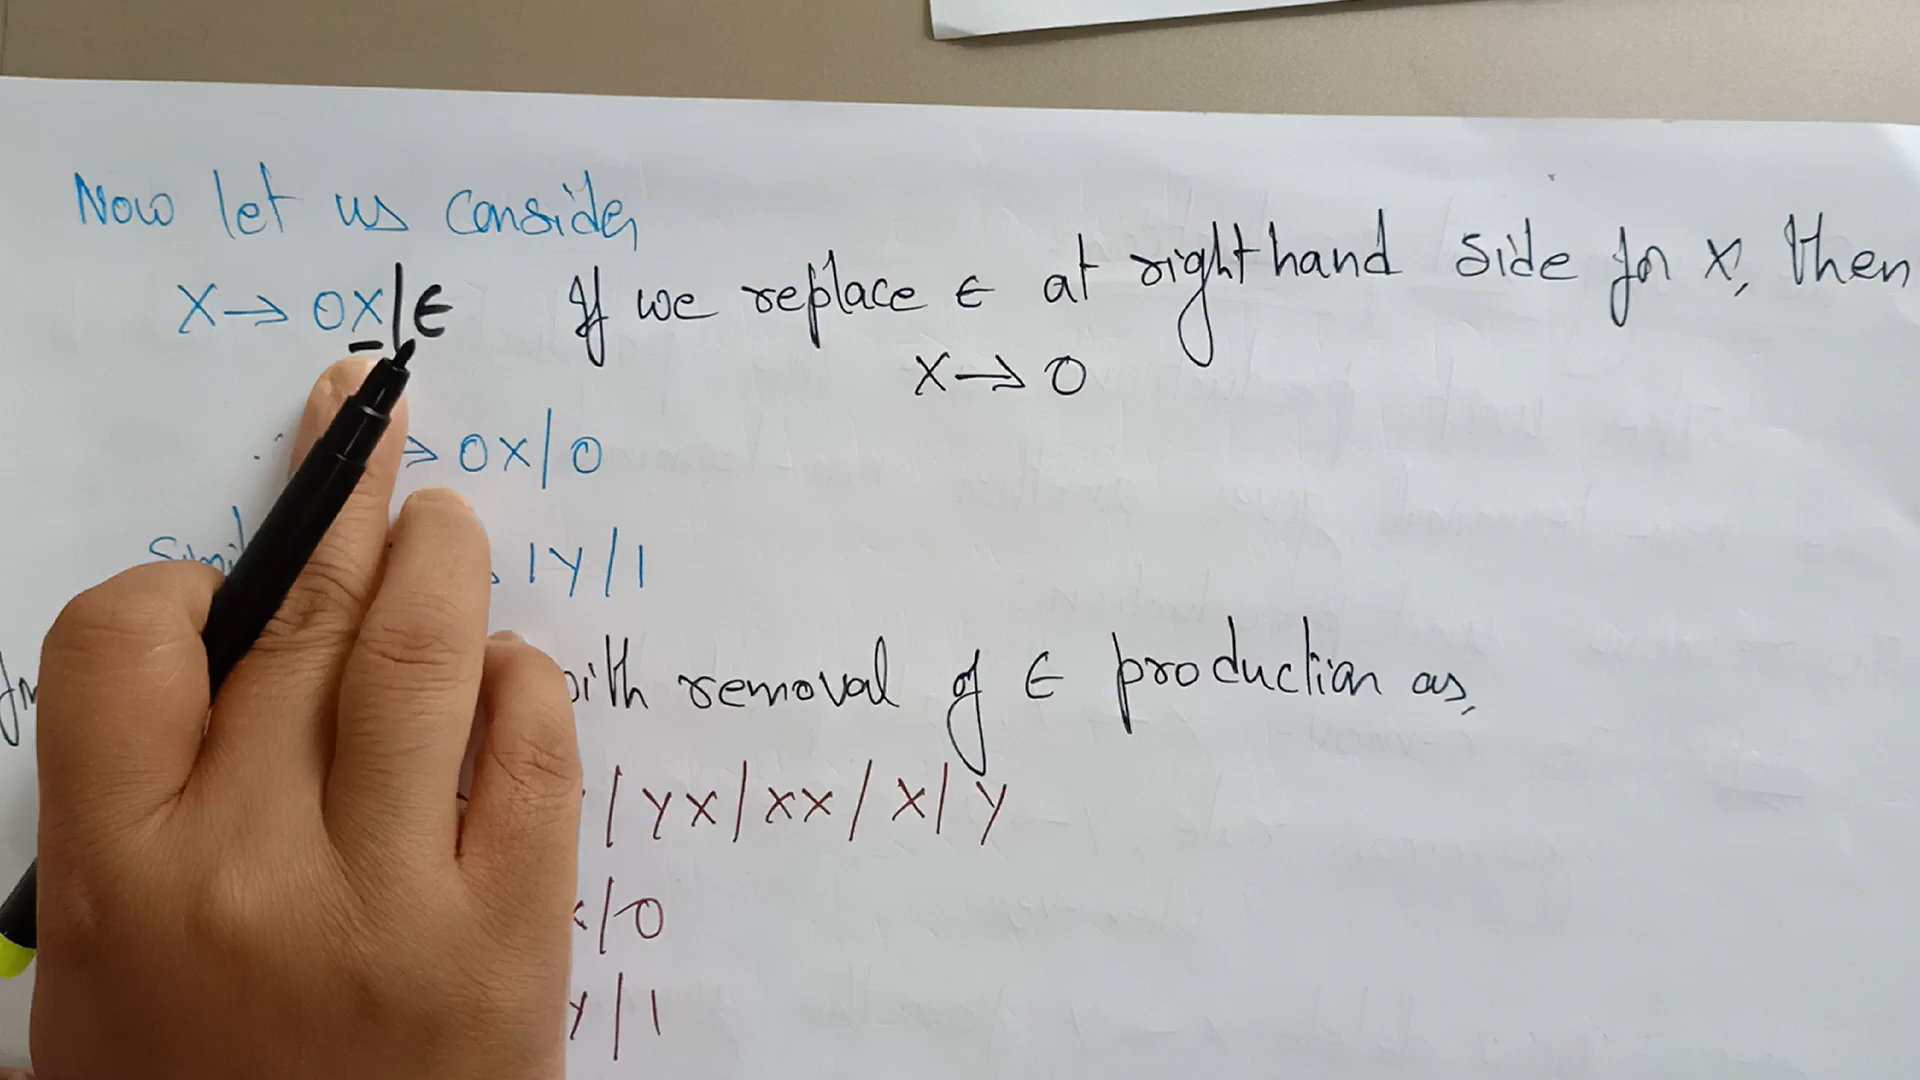 Now let us consider
X → 0X|ϵ If we replace ϵ at right hand side for X, then
X → 0
→ 0X/0
1Y/1
with removal of ϵ production as,
/ YX / XX / X / Y
/0
Y/1